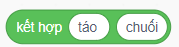 kết hợp táo chuối